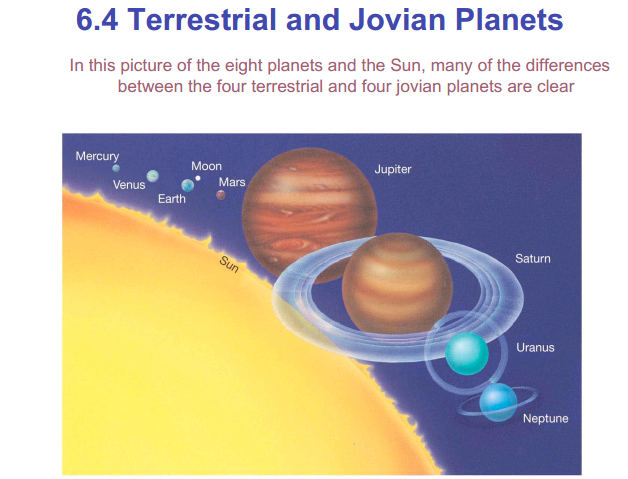 6.4 Terrestrial and Jovian Planets
In this picture of the eight planets and the Sun, many of the differences
between the four terrestrial and four jovian planets are clear
Mercury
Moon
Jupiter
Venus
Mars
Earth
Saturn
Sun
Uranus
Neptune